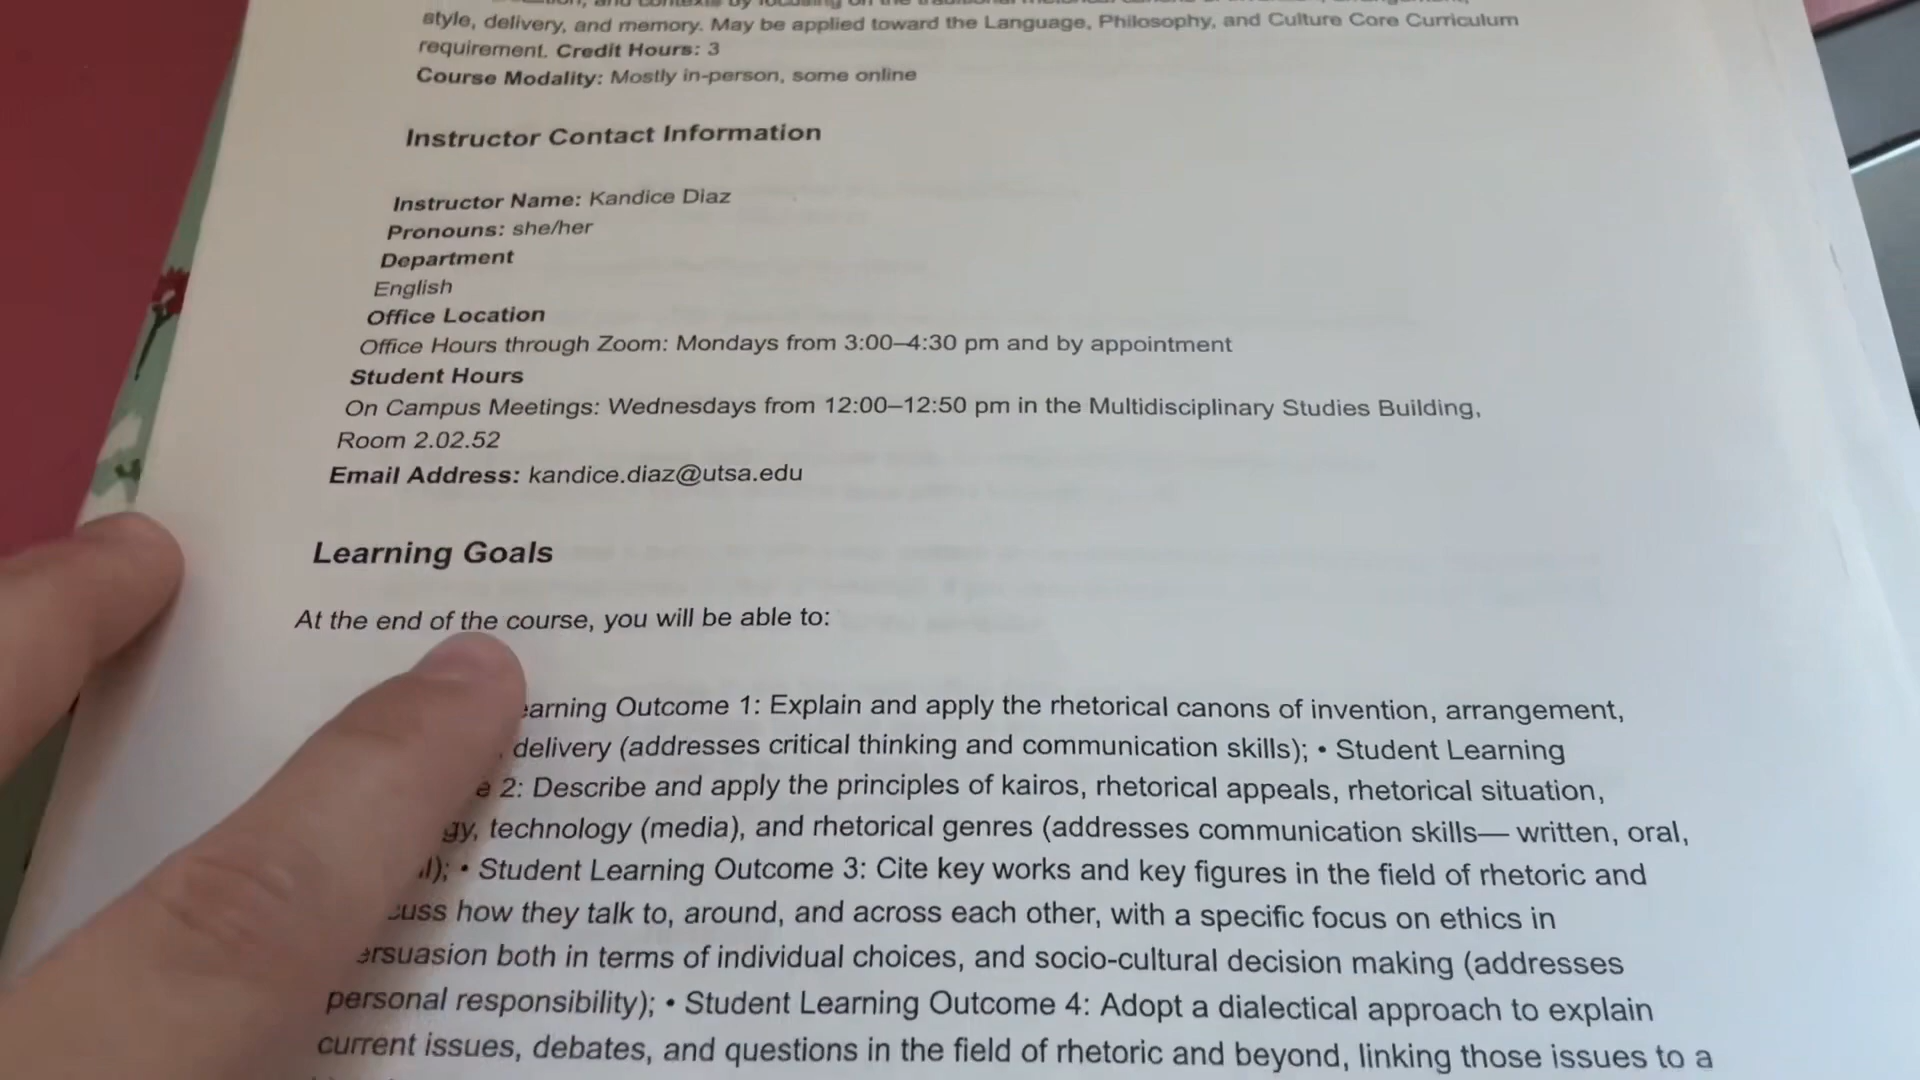 style, delivery, and memory. May be applied toward the Language, Philosophy, and Culture Core Curriculum
requirement. Credit Hours: 3
Course Modality: Mostly in-person, some online
Instructor Contact Information
Instructor Name: Kandice Diaz
Pronouns: she/her
Department
English
Office Location
Office Hours through Zoom: Mondays from 3:00–4:30 pm and by appointment
Student Hours
On Campus Meetings: Wednesdays from 12:00–12:50 pm in the Multidisciplinary Studies Building,
Room 2.02.52
Email Address: kandice.diaz@utsa.edu
Learning Goals
At the end of the course, you will be able to:
earning Outcome 1: Explain and apply the rhetorical canons of invention, arrangement,
, delivery (addresses critical thinking and communication skills); • Student Learning
e 2: Describe and apply the principles of kairos, rhetorical appeals, rhetorical situation,
gy, technology (media), and rhetorical genres (addresses communication skills— written, oral,
l); • Student Learning Outcome 3: Cite key works and key figures in the field of rhetoric and
cuss how they talk to, around, and across each other, with a specific focus on ethics in
ersuasion both in terms of individual choices, and socio-cultural decision making (addresses
personal responsibility); • Student Learning Outcome 4: Adopt a dialectical approach to explain
current issues, debates, and questions in the field of rhetoric and beyond, linking those issues to a